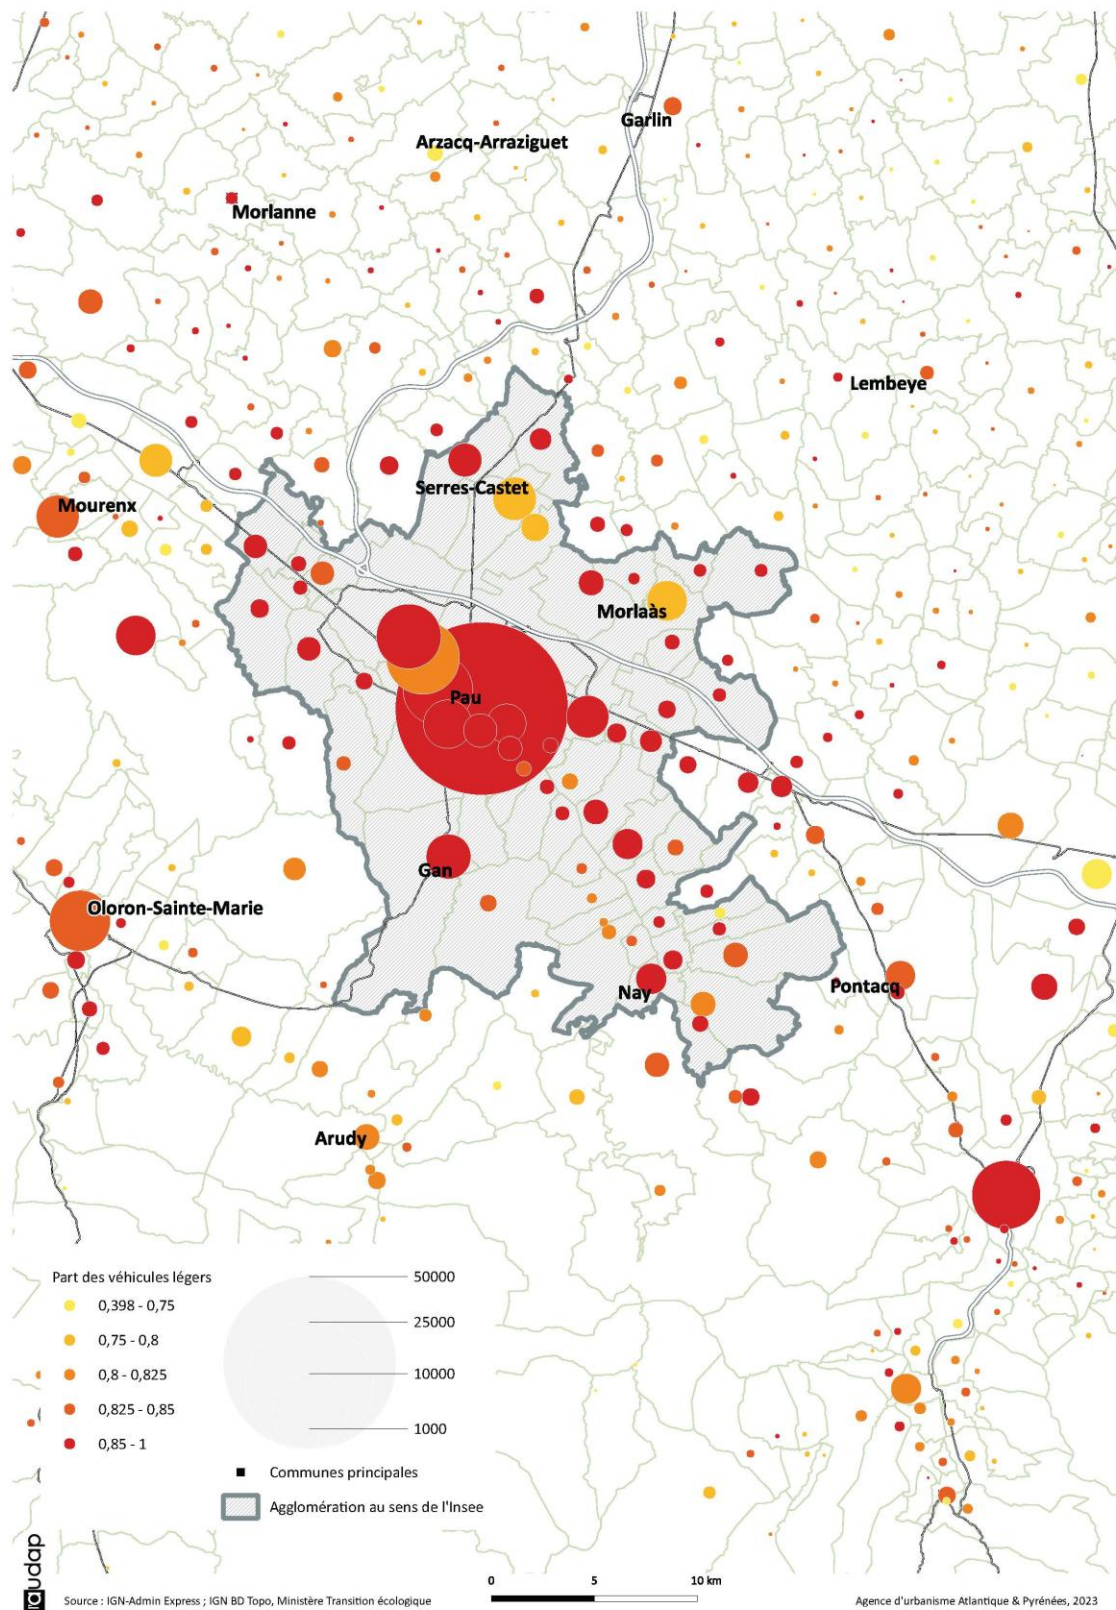 Garlin
Arzacq-Arraziguet
Morlanne
Lembeye
Serres-Castet
Mourenx
Morlaàs
Pau
Gan
Oloron-Sainte-Marie
Nay
Pontacq
Arudy
Part des véhicules légers
0,398 - 0,75
0,75 - 0,8
0,8 - 0,825
0,825 - 0,85
0,85 - 1
50000
25000
10000
1000
Communes principales
Agglomération au sens de l'Insee
audap
Source : IGN-Admin Express ; IGN BD Topo, Ministère Transition écologique
0 5 10 km
Agence d'urbanisme Atlantique & Pyrénées, 2023